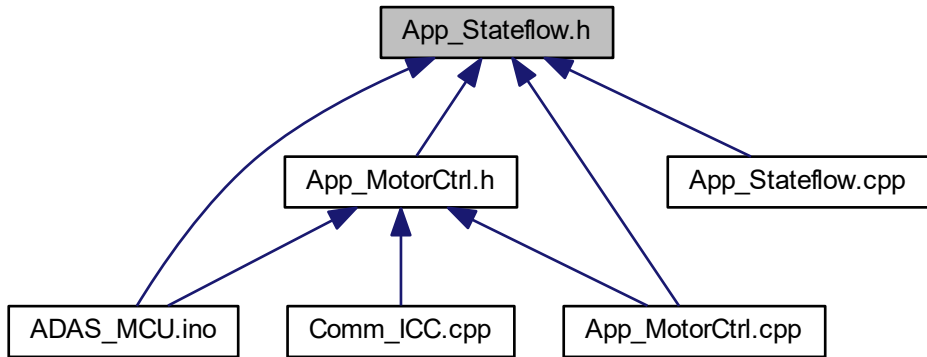 App_Stateflow.h
App_MotorCtrl.h
App_Stateflow.cpp
ADAS_MCU.ino
Comm_ICC.cpp
App_MotorCtrl.cpp